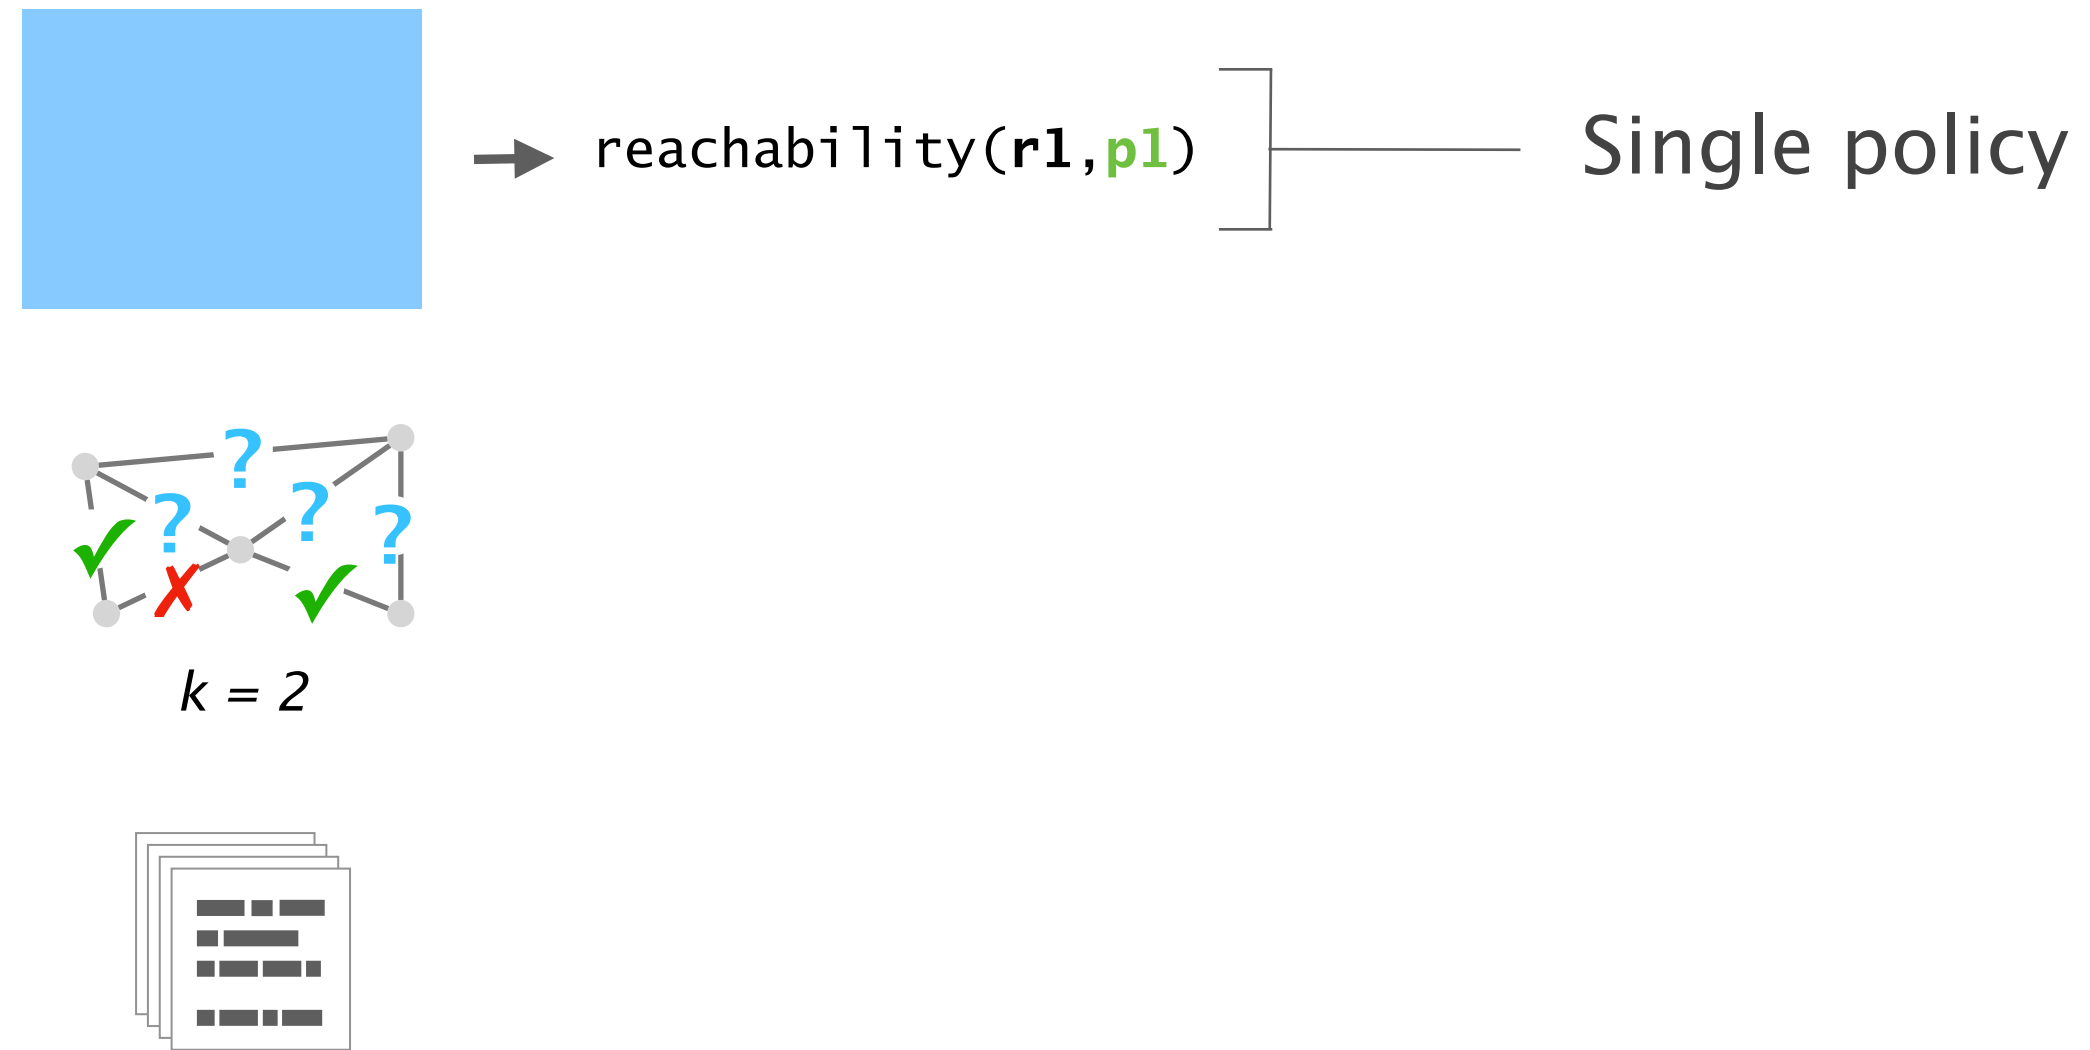 reachability(r1,p1)
Single policy
?
?
?
?
✓
✗
✓
k = 2